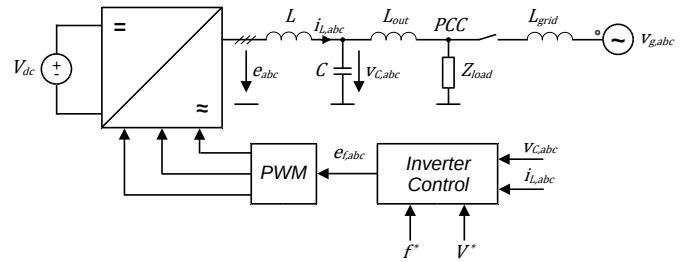 L
i_L,abc
L_out
PCC
L_grid
V_dc
+
-
=
≈
e_abc
C
v_C,abc
Z_load
~
v_g,abc
PWM
e_f,abc
Inverter
Control
v_C,abc
i_L,abc
f*
V*